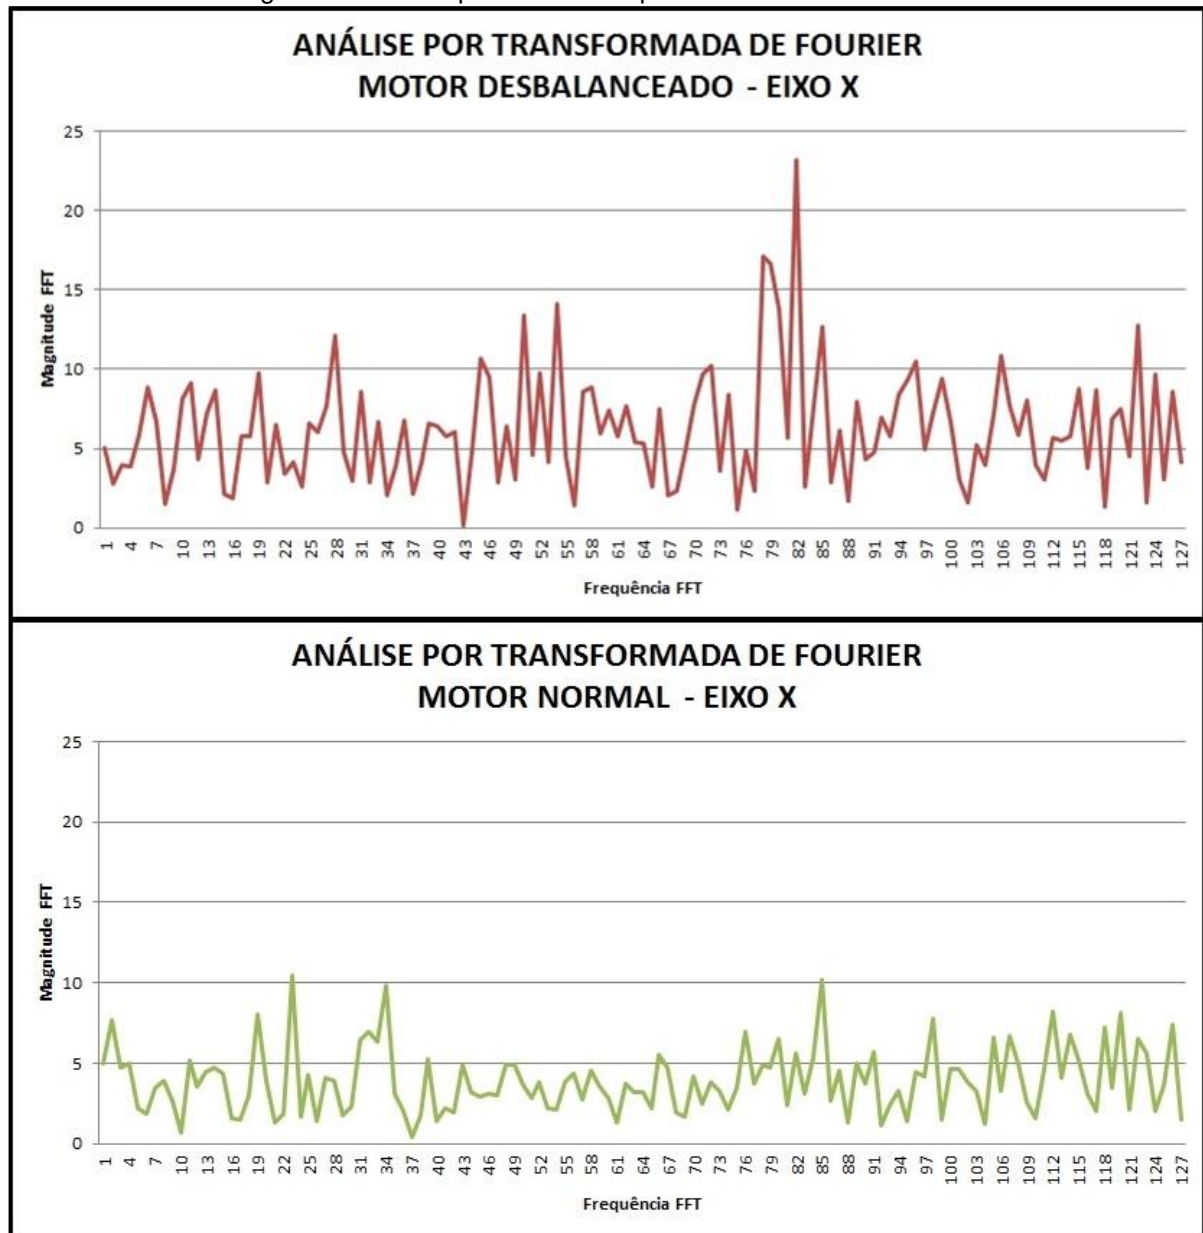 ANÁLISE POR TRANSFORMADA DE FOURIER
MOTOR DESBALANCEADO - EIXO X
25
20
15
10
5
0
Magnitude FFT
1 4 7 10 13 16 19 22 25 28 31 34 37 40 43 46 49 52 55 58 61 64 67 70 73 76 79 82 85 88 91 94 97 100 103 106 109 112 115 118 121 124 127
Frequência FFT
ANÁLISE POR TRANSFORMADA DE FOURIER
MOTOR NORMAL - EIXO X
25
20
15
10
5
0
Magnitude FFT
1 4 7 10 13 16 19 22 25 28 31 34 37 40 43 46 49 52 55 58 61 64 67 70 73 76 79 82 85 88 91 94 97 100 103 106 109 112 115 118 121 124 127
Frequência FFT